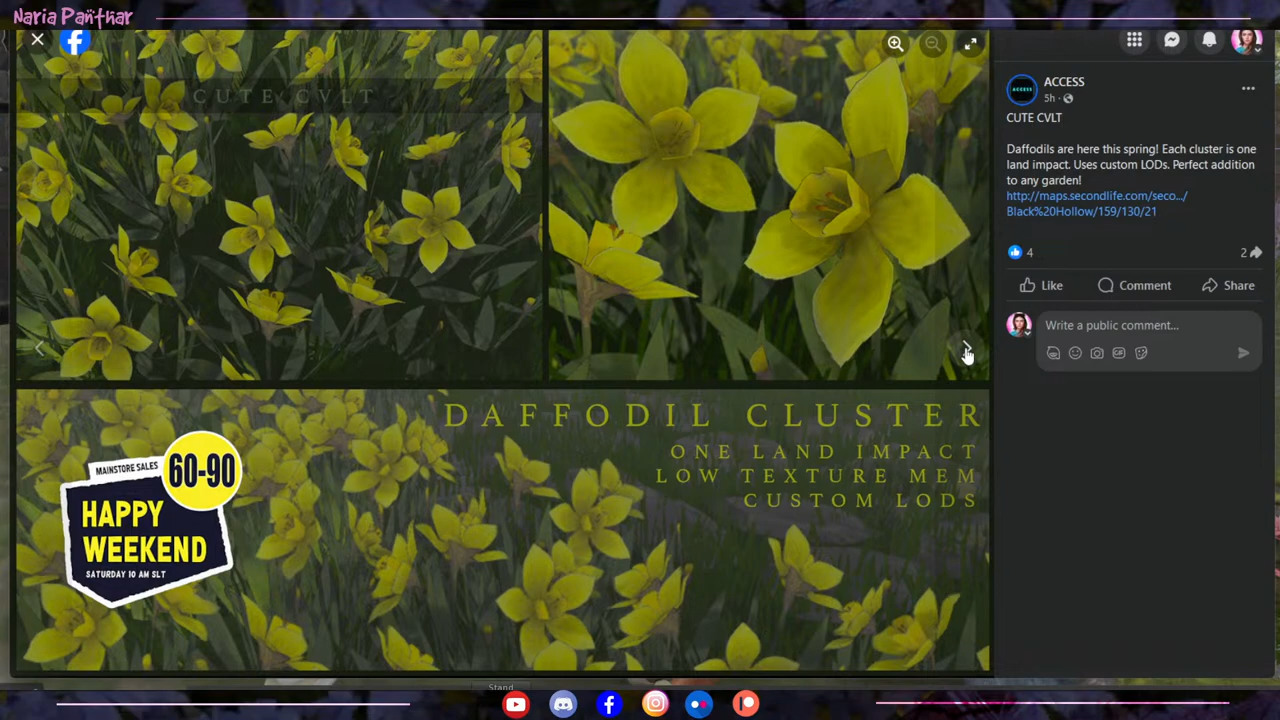 Naria Panthar
CUTE CVLT
DAFFODIL CLUSTER
ONE LAND IMPACT
LOW TEXTURE MEM
CUSTOM LODS
MAINSTORE SALES
60-90
HAPPY
WEEKEND
SATURDAY 10 AM SLT
ACCESS
5h ·
CUTE CVLT
Daffodils are here this spring! Each cluster is one
land impact. Uses custom LODs. Perfect addition
to any garden!
http://maps.secondlife.com/seco.../
Black%20Hollow/159/130/21
4
2
Like
Comment
Share
Write a public comment...
GIF
Stand